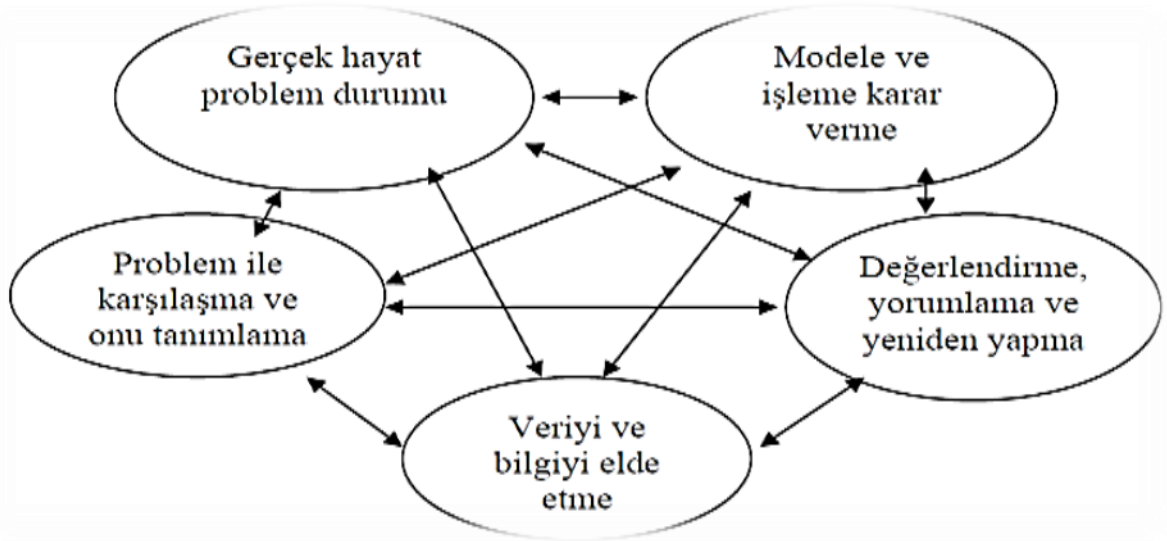 Gerçek hayat
problem durumu
Modele ve
işleme karar
verme
Problem ile
karşılaşma ve
onu tanımlama
Değerlendirme,
yorumlama ve
yeniden yapma
Veriyi ve
bilgiyi elde
etme